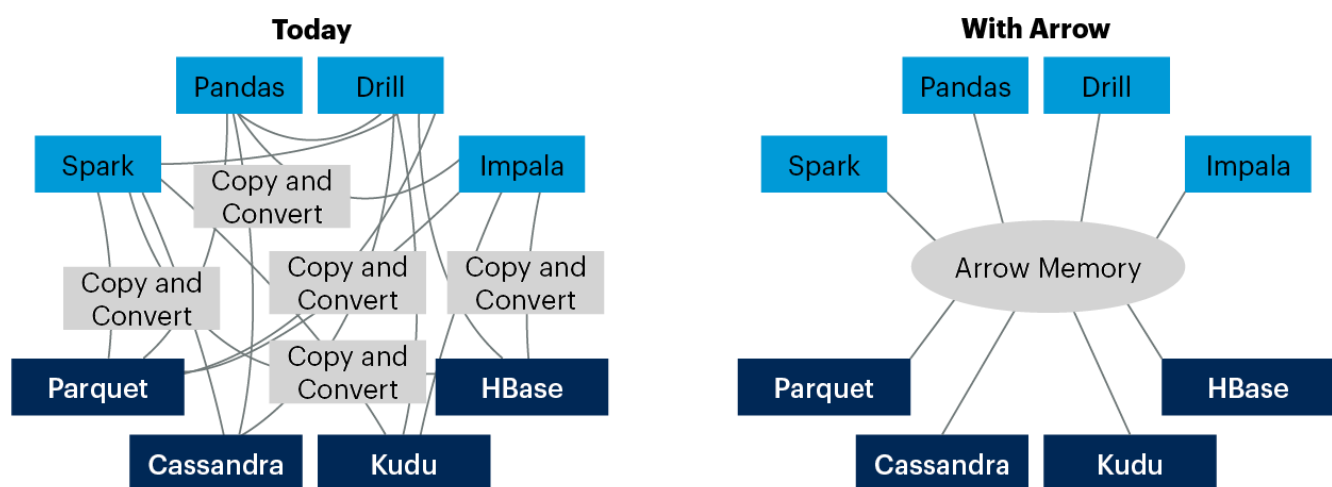 Today
Pandas
Drill
Spark
Impala
Copy and
Convert
Copy and
Convert
Copy and
Convert
Copy and
Convert
Copy and
Convert
Parquet
HBase
Cassandra
Kudu
With Arrow
Pandas
Drill
Spark
Impala
Arrow Memory
Parquet
HBase
Cassandra
Kudu